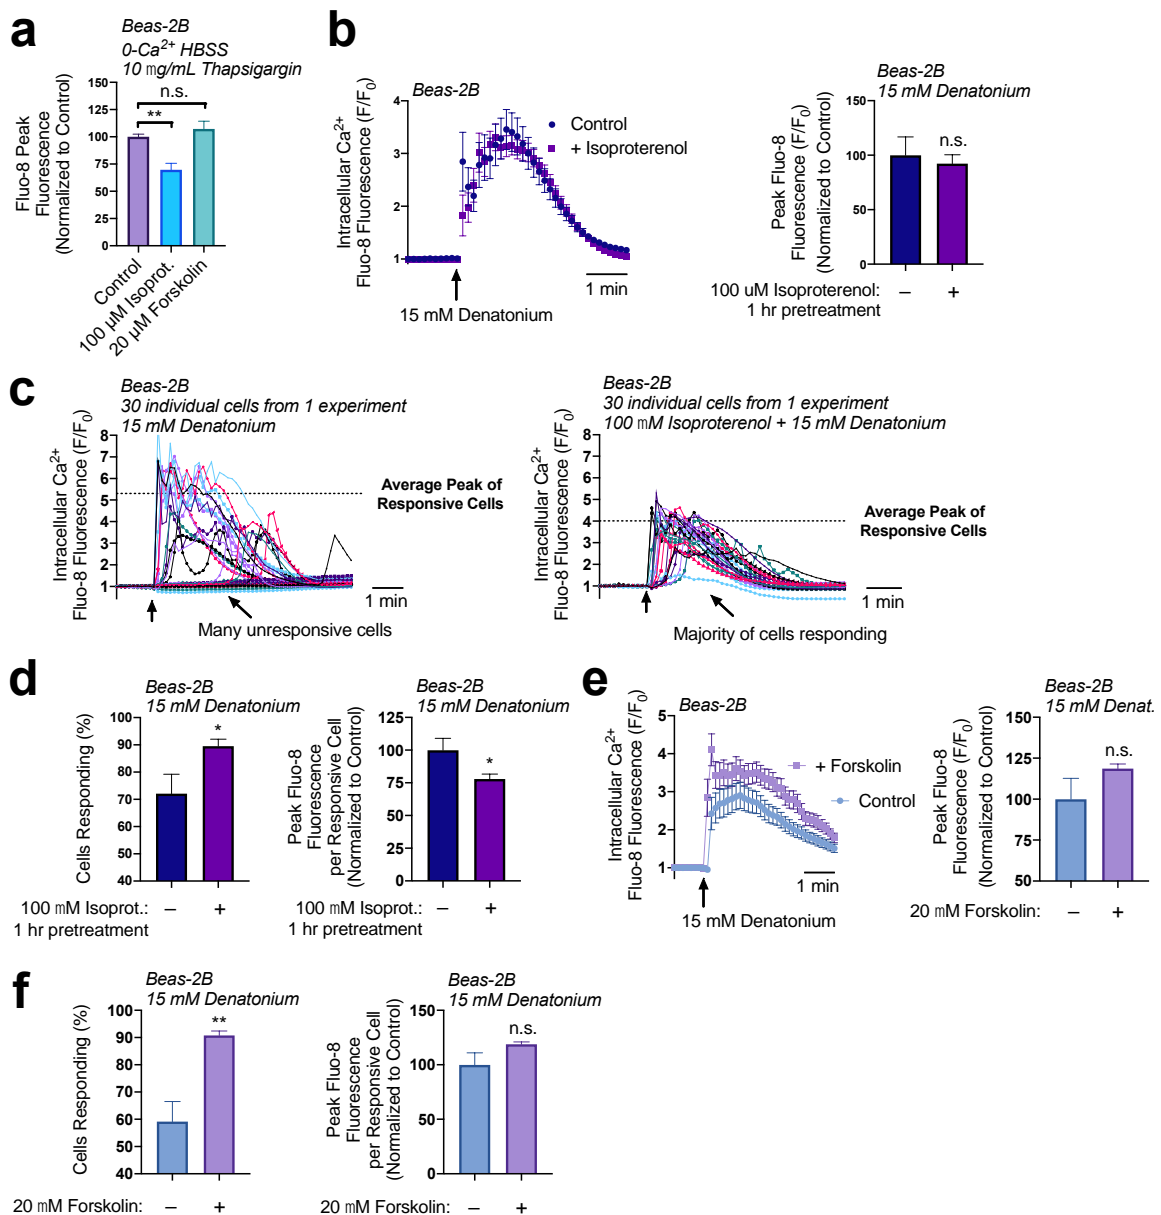 a
Beas-2B
0-Ca2+ HBSS
10 mg/mL Thapsigargin
Fluo-8 Peak
Fluorescence
(Normalized to Control)
150
125
100
75
50
25
0
n.s.
**
Control
100 µM Isoprot.
20 µM Forskolin
b
Beas-2B
Intracellular Ca2+
Fluo-8 Fluorescence (F/F0)
4
3
2
1
Control
+ Isoproterenol
1 min
15 mM Denatonium
Beas-2B
15 mM Denatonium
Peak Fluo-8
Fluorescence (F/F0)
(Normalized to Control)
150
100
50
0
n.s.
100 uM Isoproterenol: – +
1 hr pretreatment
c
Beas-2B
30 individual cells from 1 experiment
15 mM Denatonium
Intracellular Ca2+
Fluo-8 Fluorescence (F/F0)
8
7
6
5
4
3
2
1
Average Peak of
Responsive Cells
1 min
Many unresponsive cells
Beas-2B
30 individual cells from 1 experiment
100 mM Isoproterenol + 15 mM Denatonium
Intracellular Ca2+
Fluo-8 Fluorescence (F/F0)
8
7
6
5
4
3
2
1
Average Peak of
Responsive Cells
1 min
Majority of cells responding
d
Beas-2B
15 mM Denatonium
Cells Responding (%)
100
90
80
70
60
50
40
*
100 mM Isoprot.: – +
1 hr pretreatment
Beas-2B
15 mM Denatonium
Peak Fluo-8
Fluorescence
per Responsive Cell
(Normalized to Control)
125
100
75
50
25
0
*
100 mM Isoprot.: – +
1 hr pretreatment
e
Beas-2B
Intracellular Ca2+
Fluo-8 Fluorescence (F/F0)
5
4
3
2
1
+ Forskolin
Control
1 min
15 mM Denatonium
Beas-2B
15 mM Denat.
Peak Fluo-8
Fluorescence (F/F0)
(Normalized to Control)
150
125
100
75
50
n.s.
20 mM Forskolin: – +
f
Beas-2B
15 mM Denatonium
Cells Responding (%)
100
90
80
70
60
50
40
**
20 mM Forskolin: – +
Beas-2B
15 mM Denatonium
Peak Fluo-8
Fluorescence
per Responsive Cell
(Normalized to Control)
150
100
50
0
n.s.
20 mM Forskolin: – +